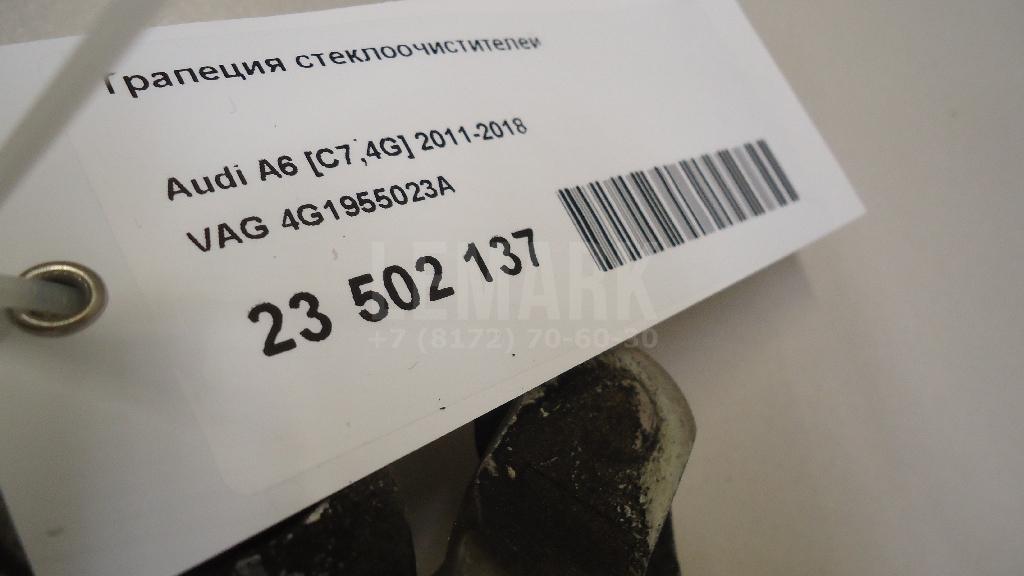 Трапеция стеклоочистителей
Audi A6 [C7,4G] 2011-2018
VAG 4G1955023A
23 502 137
LEMARK
+7 (8172) 70-60-30